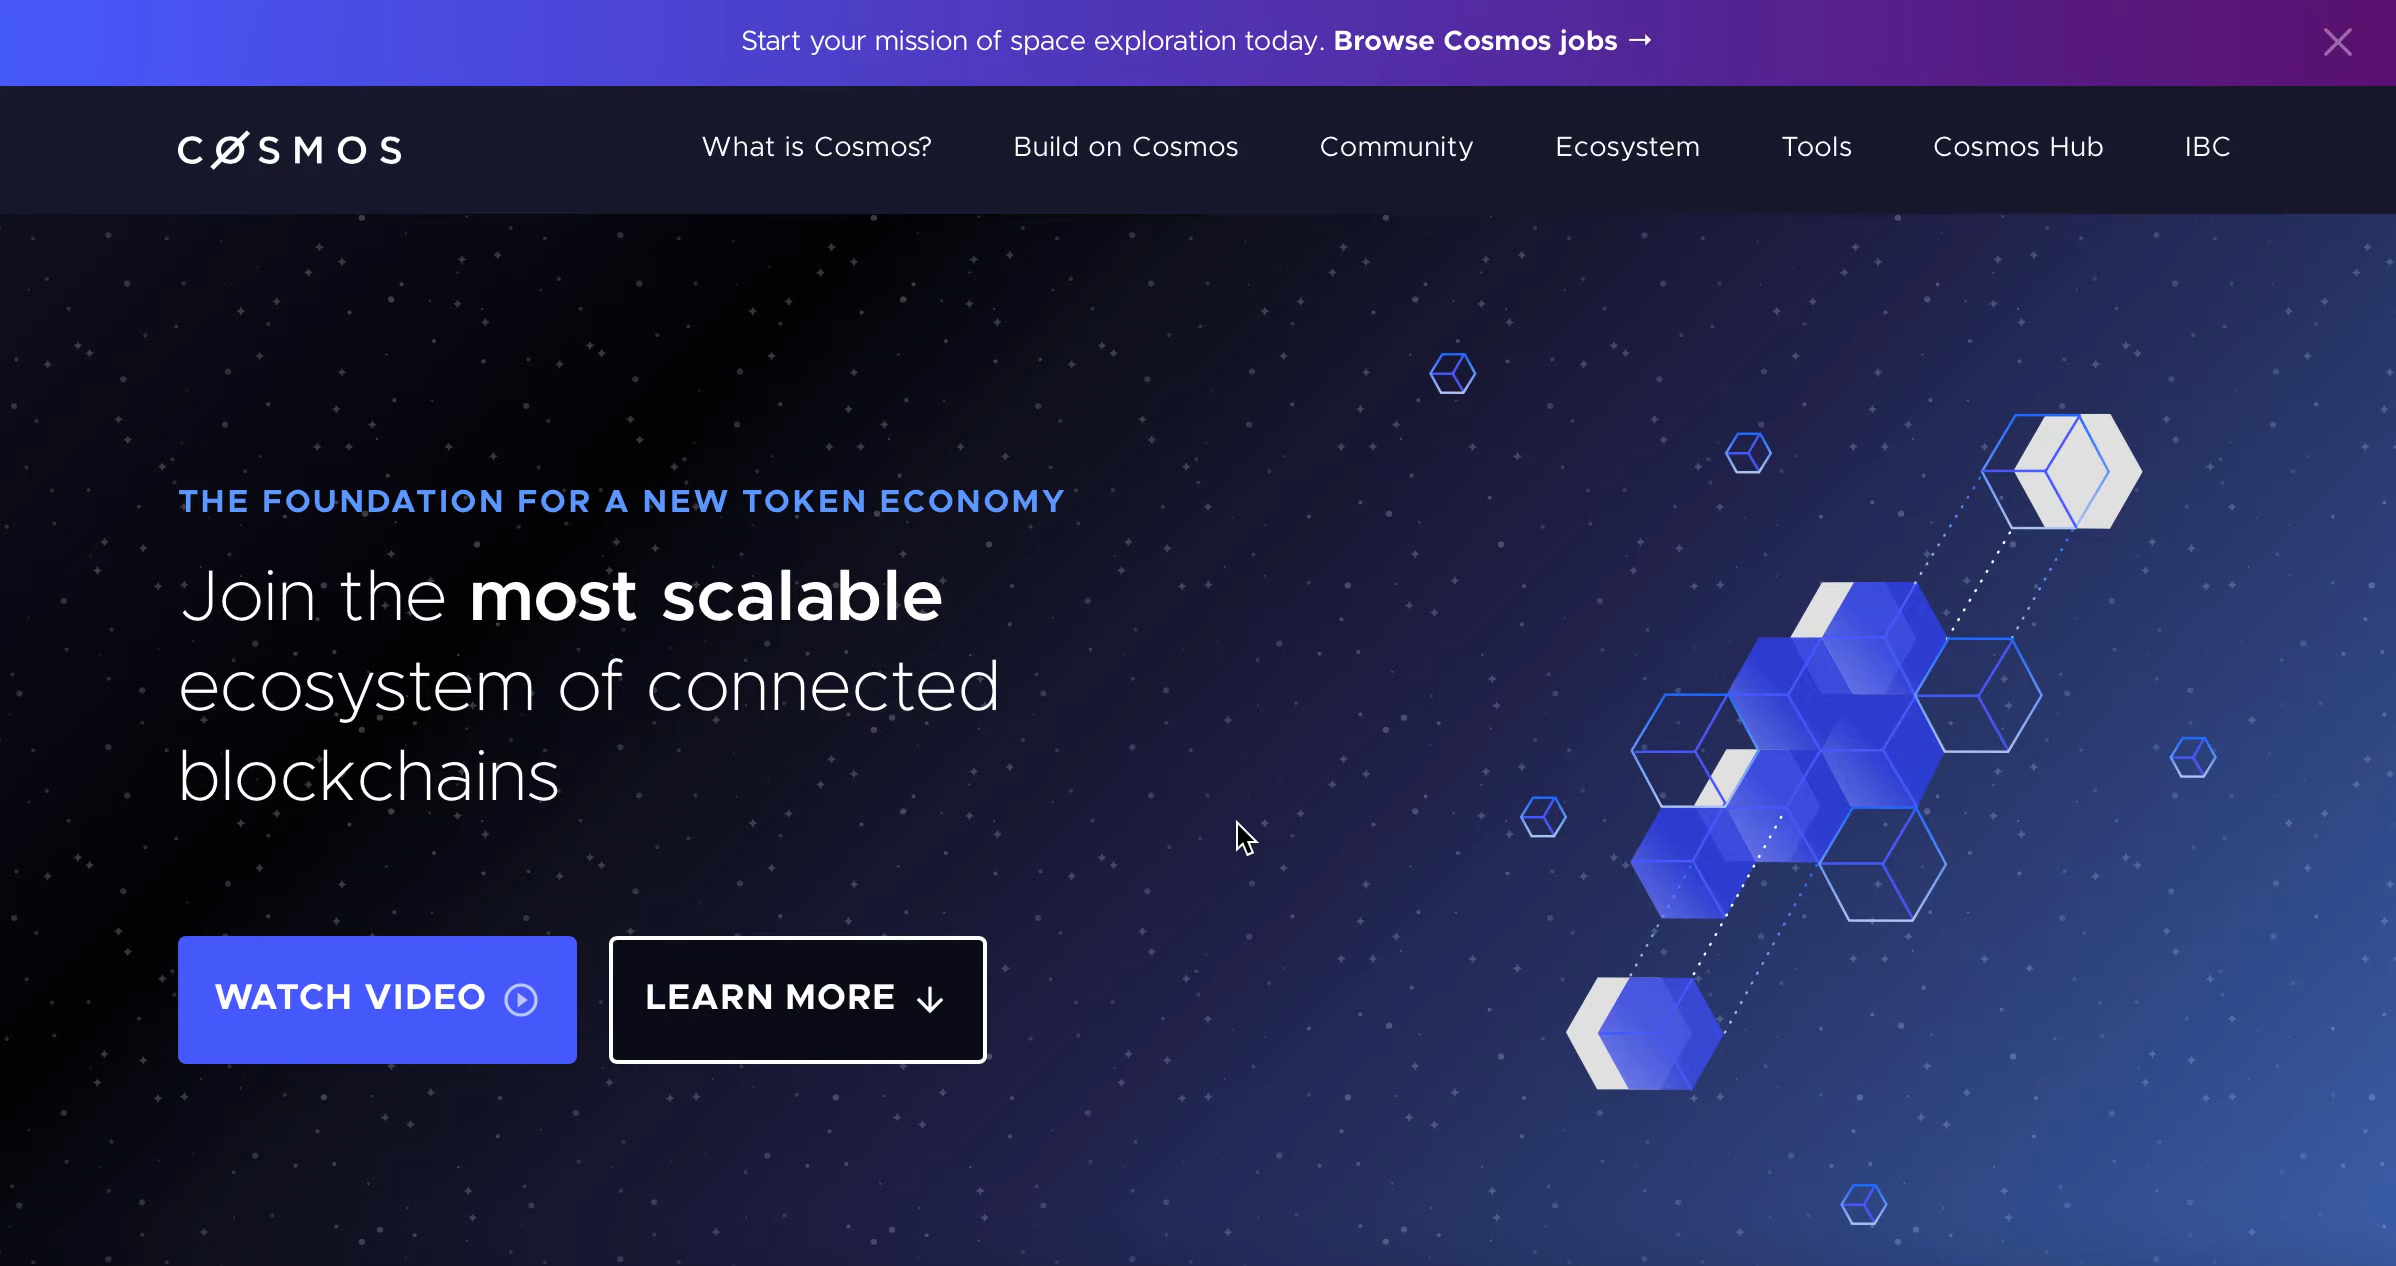 Start your mission of space exploration today. Browse Cosmos jobs →
CØSMOS
What is Cosmos?
Build on Cosmos
Community
Ecosystem
Tools
Cosmos Hub
IBC
THE FOUNDATION FOR A NEW TOKEN ECONOMY
Join the most scalable
ecosystem of connected
blockchains
WATCH VIDEO
LEARN MORE ↓